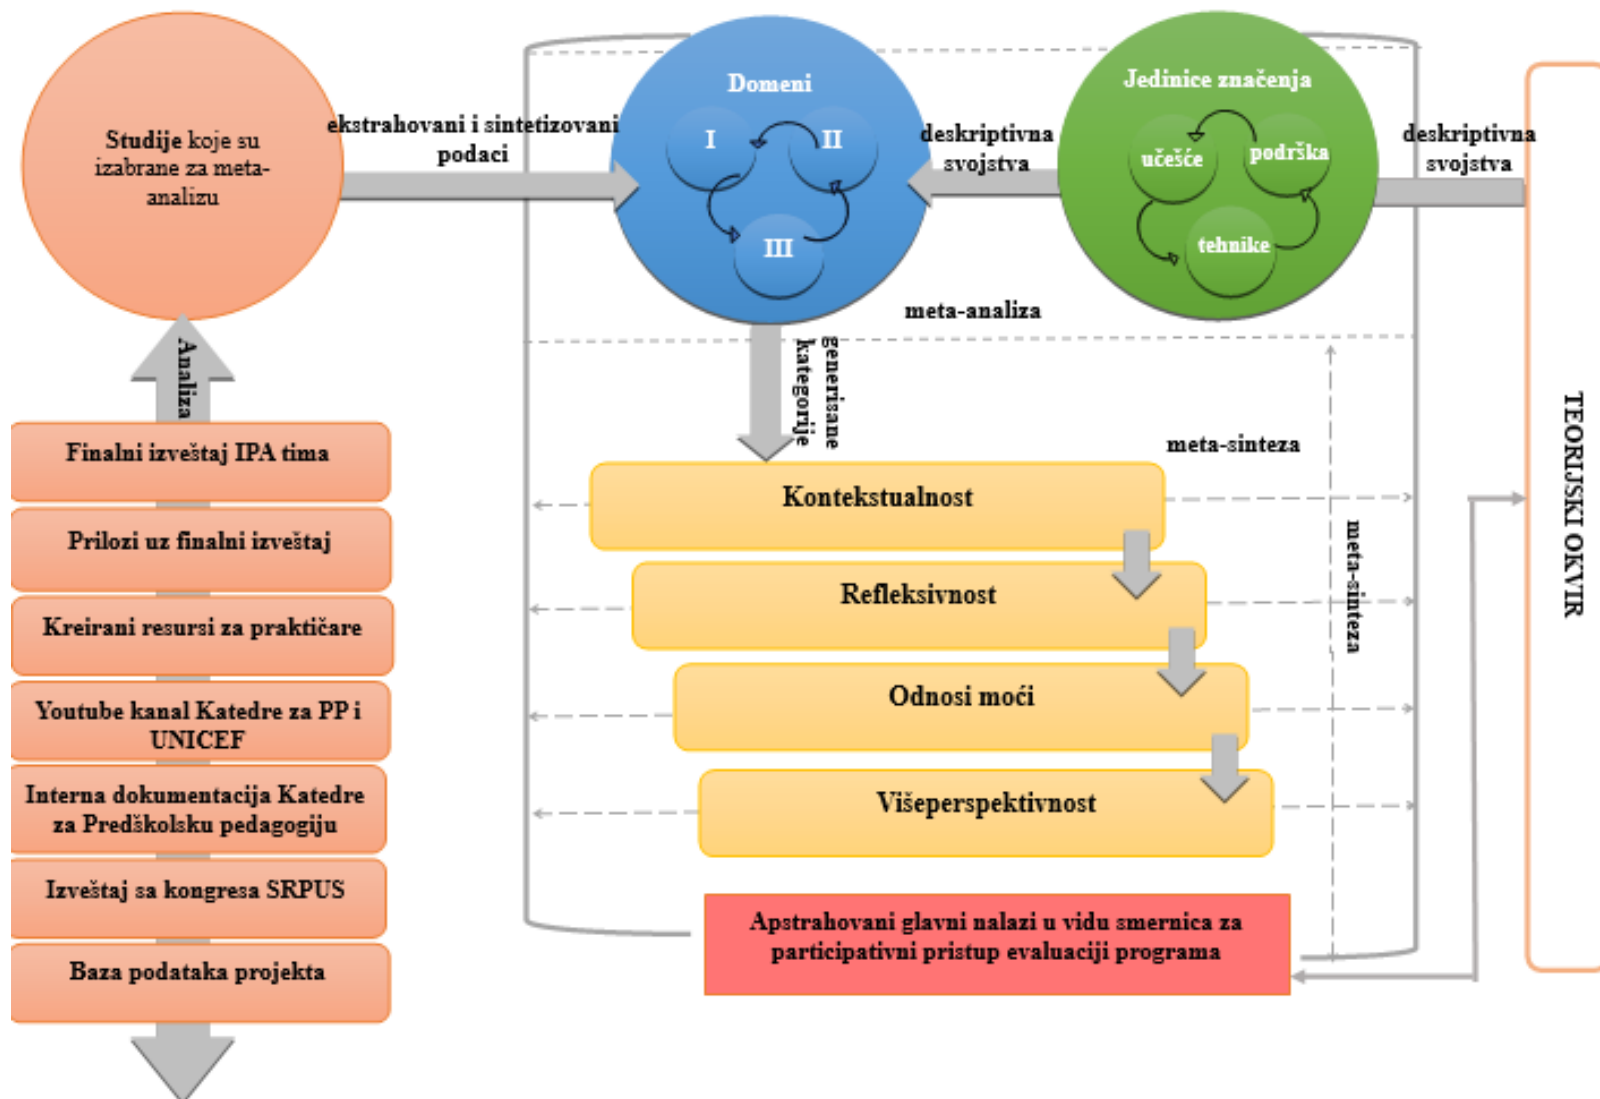 Studije koje su
izabrane za meta-
analizu
ekstrahovani i sintetizovani
podaci
Domeni
I
II
III
deskriptivna
svojstva
Jedinice značenja
učešće
podrška
tehnike
deskriptivna
svojstva
meta-analiza
Analiza
generisane
kategorije
Finalni izveštaj IPA tima
Prilozi uz finalni izveštaj
Kreirani resursi za praktičare
Youtube kanal Katedre za PP i
UNICEF
Interna dokumentacija Katedre
za Predškolsku pedagogiju
Izveštaj sa kongresa SRPUS
Baza podataka projekta
meta-sinteza
Kontekstualnost
Refleksivnost
Odnosi moći
Višeperspektivnost
meta-sinteza
Apstrahovani glavni nalazi u vidu smernica za
participativni pristup evaluaciji programa
TEORIJSKI OKVIR